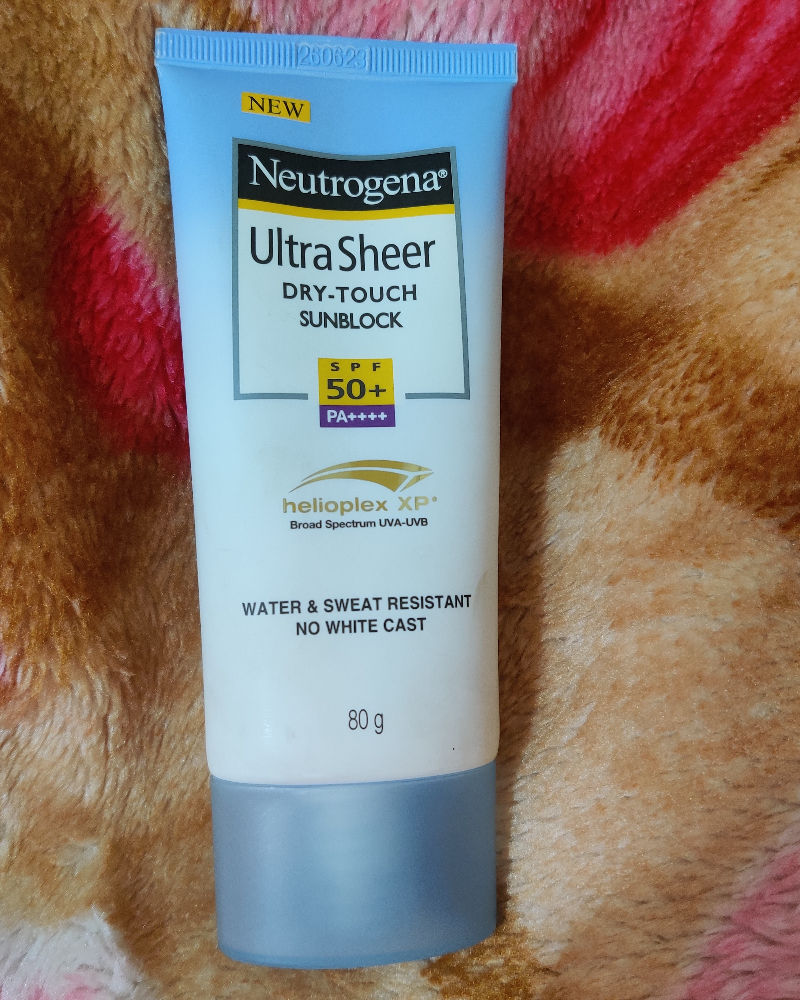 260623
NEW
Neutrogena®
Ultra Sheer
DRY-TOUCH
SUNBLOCK
SPF
50+
PA++++
helioplex XP®
Broad Spectrum UVA-UVB
WATER & SWEAT RESISTANT
NO WHITE CAST
80 g